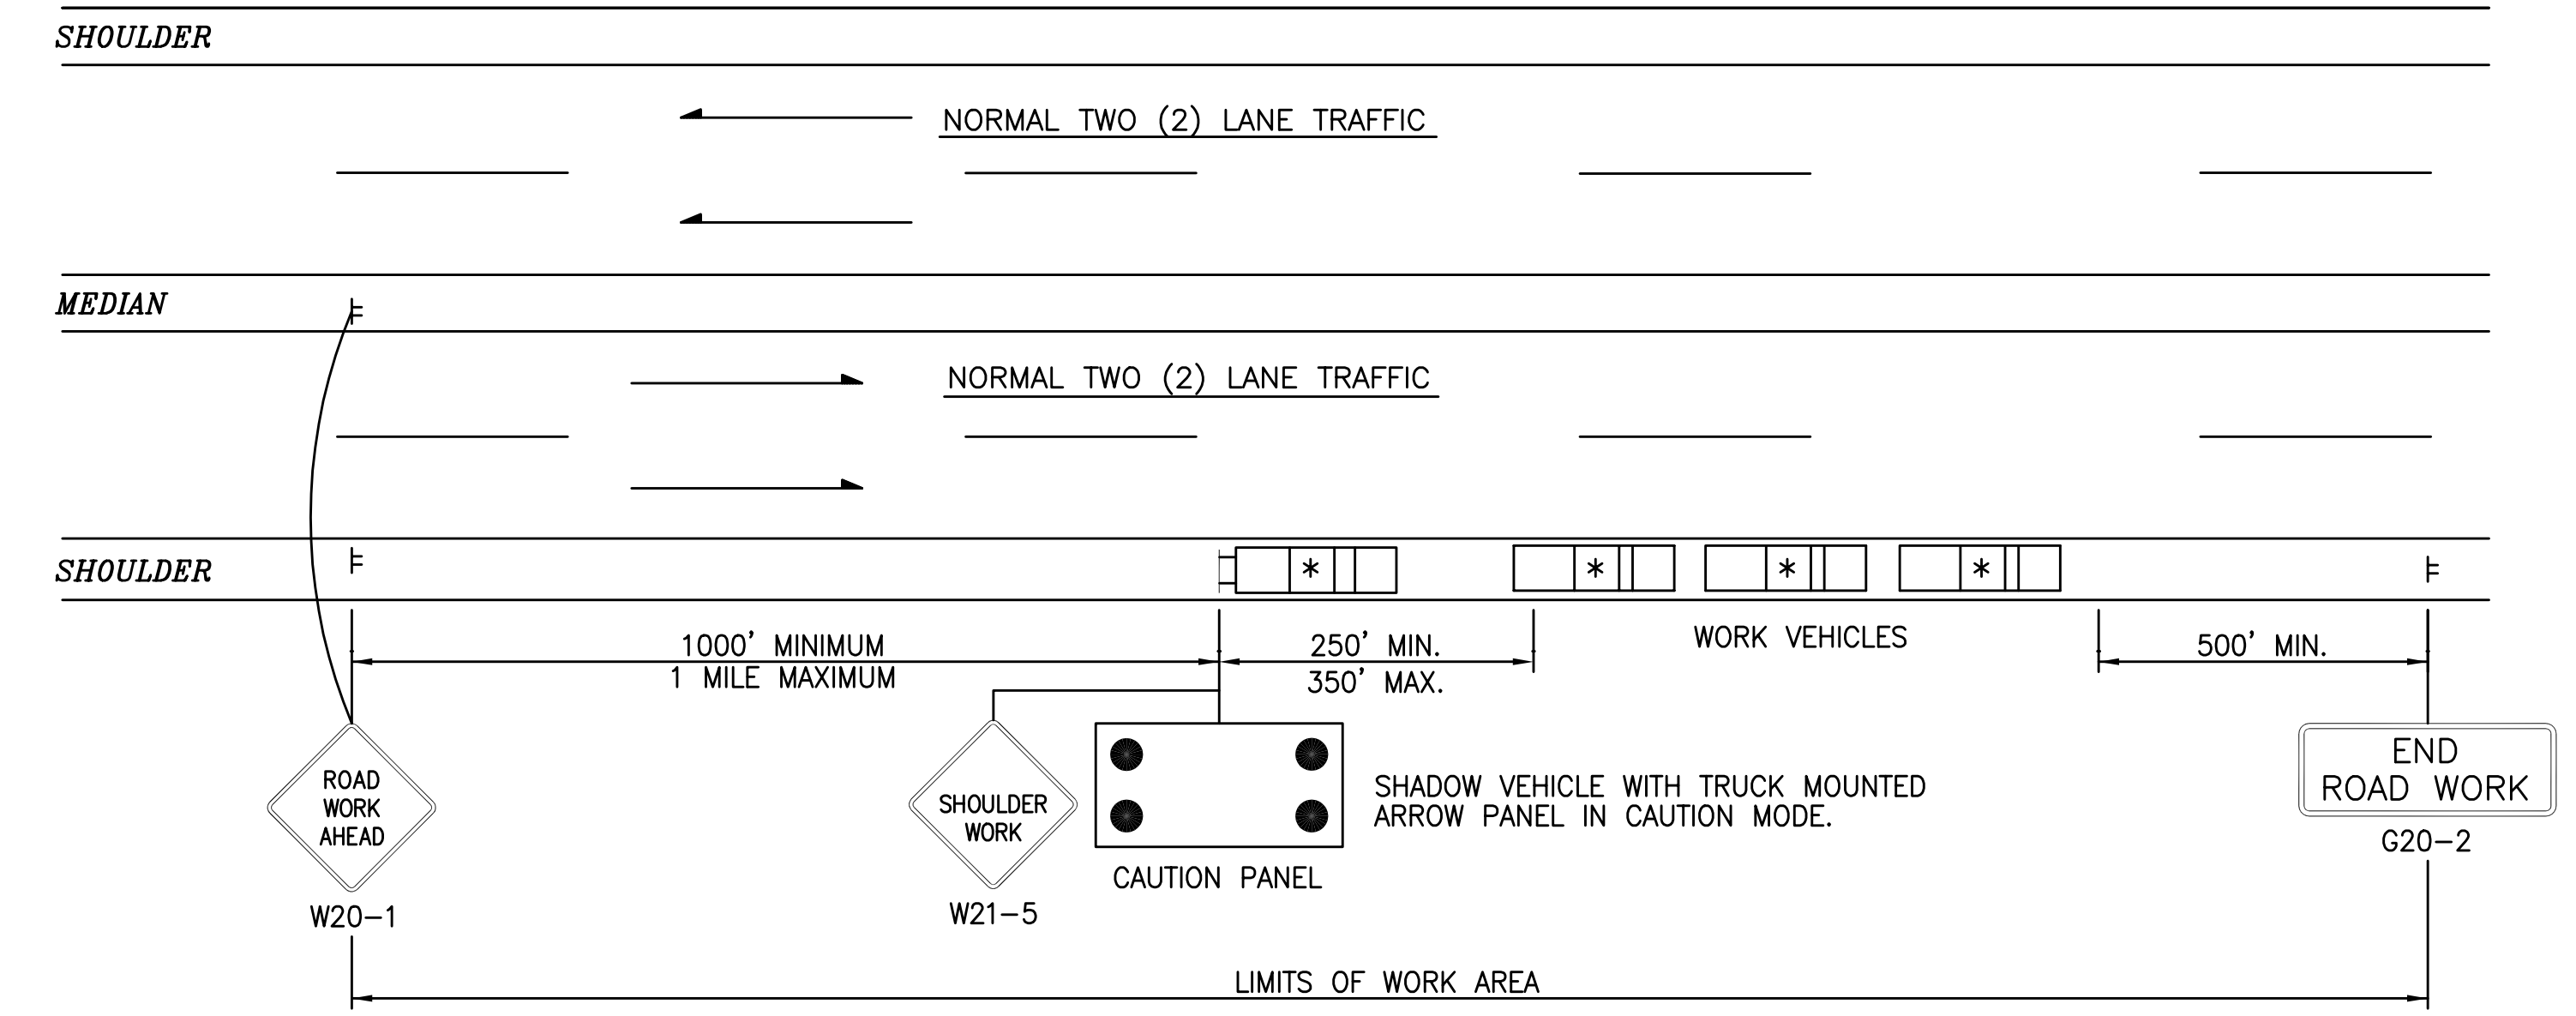 SHOULDER
NORMAL TWO (2) LANE TRAFFIC
MEDIAN
NORMAL TWO (2) LANE TRAFFIC
SHOULDER
*
*
*
*
1000' MINIMUM
1 MILE MAXIMUM
250' MIN.
350' MAX.
WORK VEHICLES
500' MIN.
ROAD
WORK
AHEAD
W20-1
SHOULDER
WORK
W21-5
CAUTION PANEL
SHADOW VEHICLE WITH TRUCK MOUNTED
ARROW PANEL IN CAUTION MODE.
END
ROAD WORK
G20-2
LIMITS OF WORK AREA